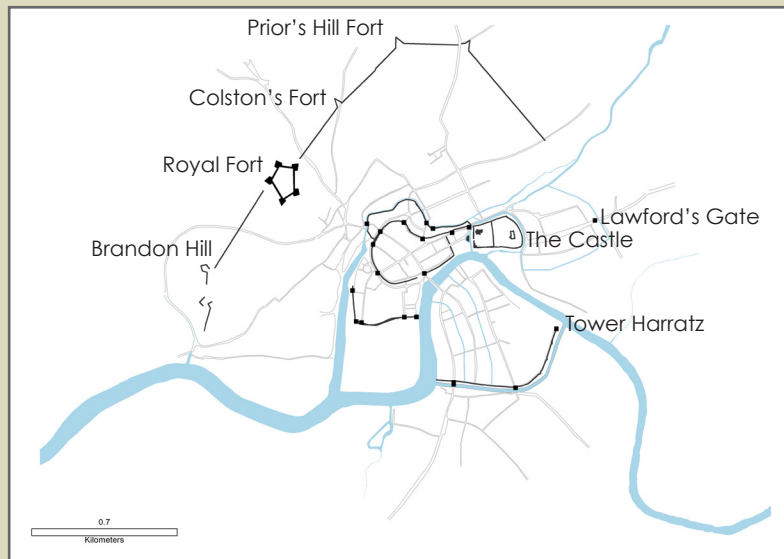 Prior's Hill Fort
Colston's Fort
Royal Fort
Lawford's Gate
The Castle
Brandon Hill
Tower Harratz
0.7
Kilometers